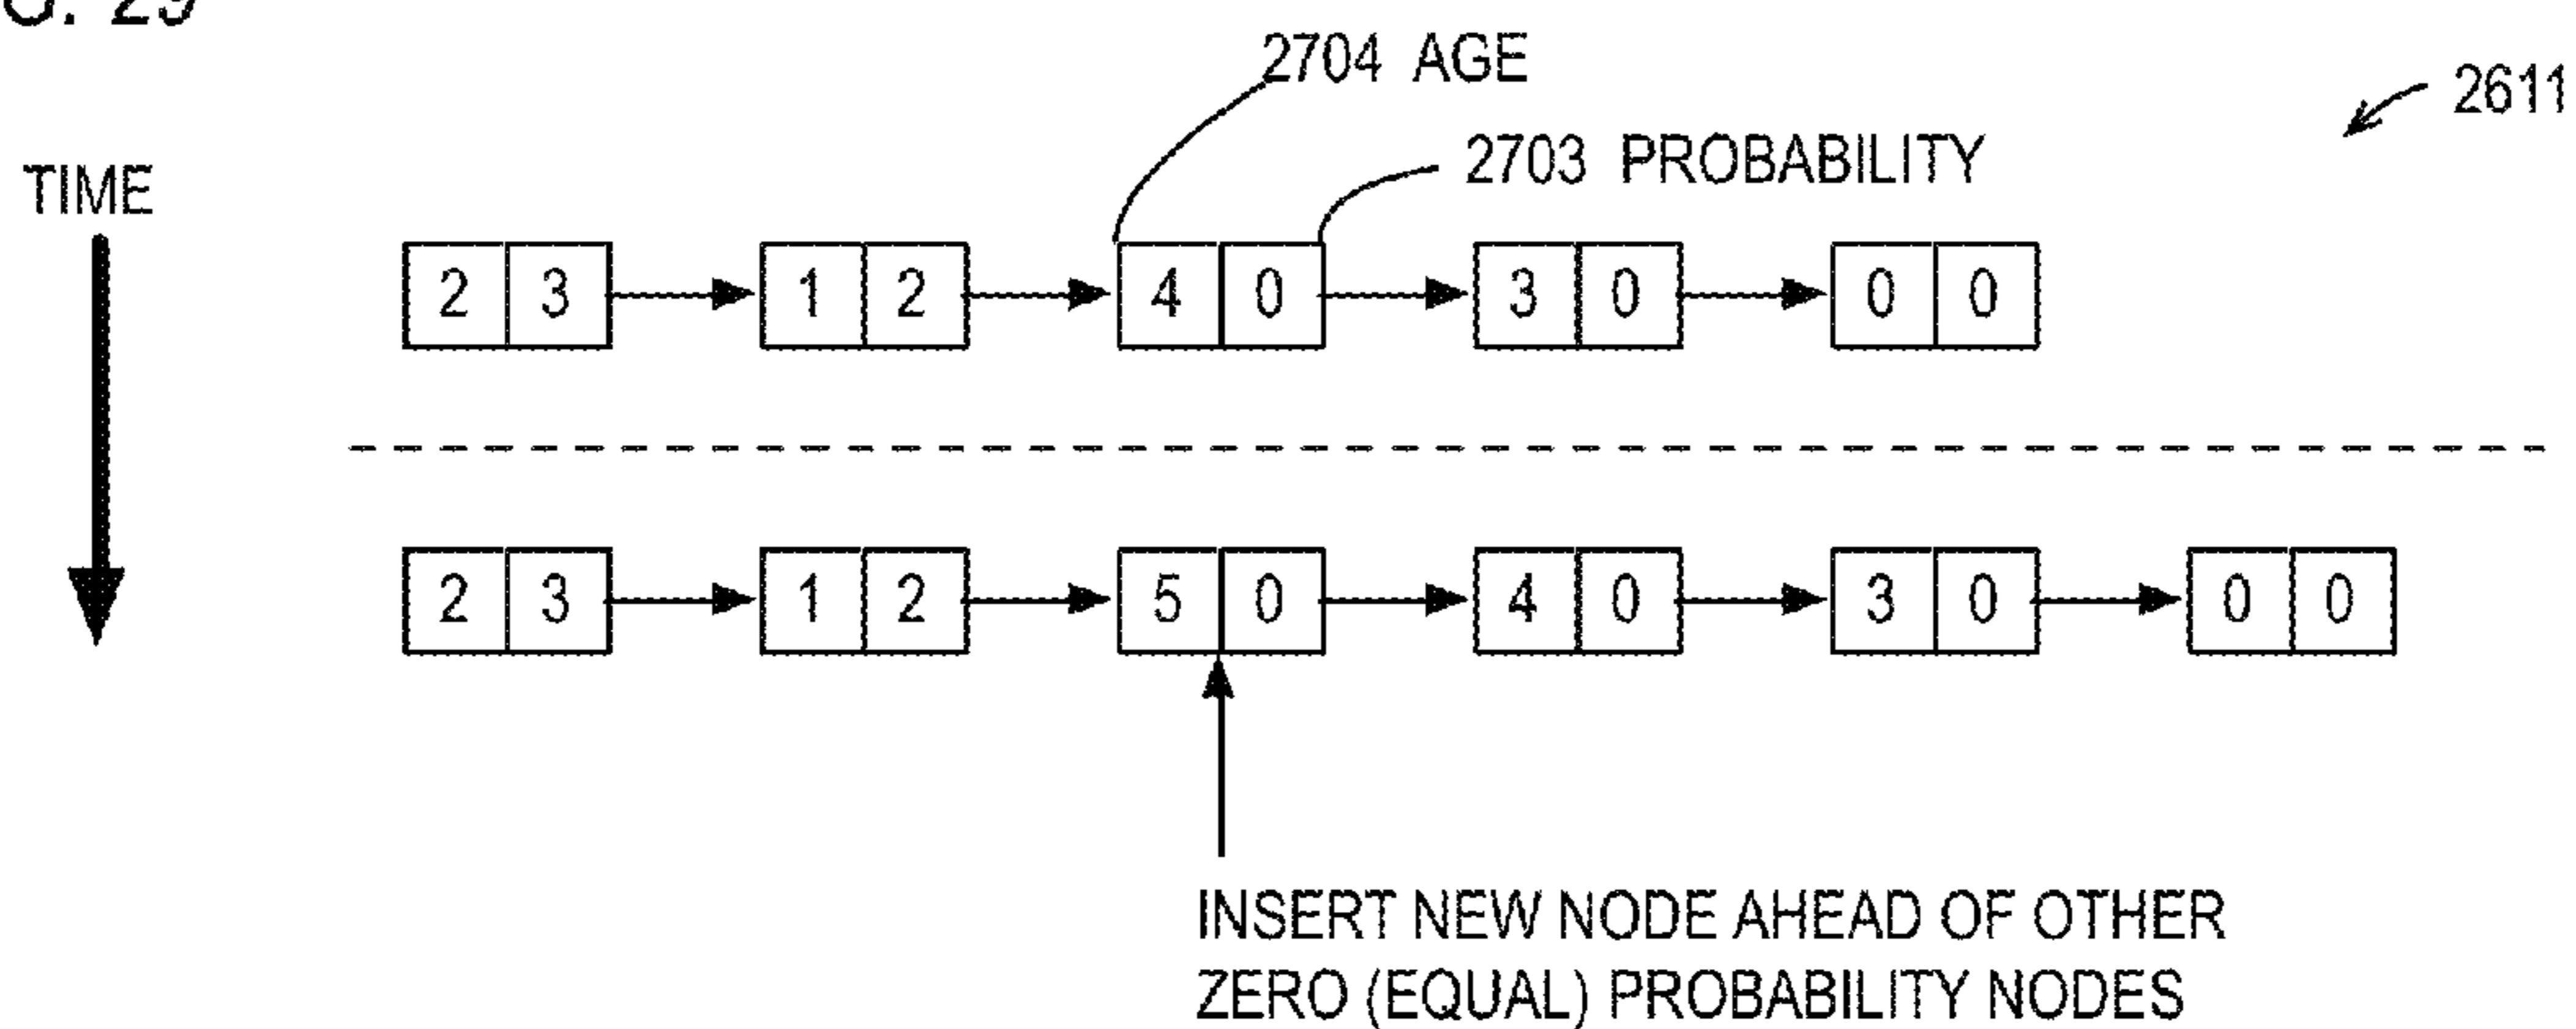 G. 29
2704 AGE
2611
2703 PROBABILITY
TIME
2 3 1 2 4 0 3 0 0 0
2 3 1 2 5 0 4 0 3 0 0 0
INSERT NEW NODE AHEAD OF OTHER
ZERO (EQUAL) PROBABILITY NODES